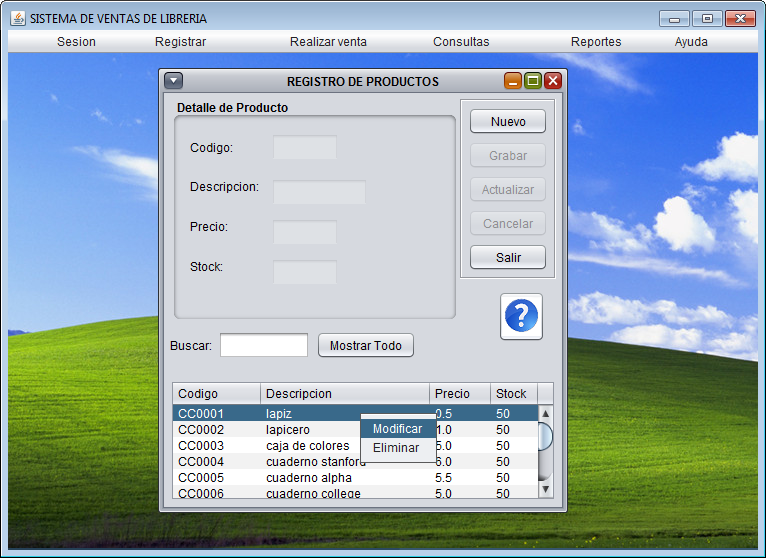 SISTEMA DE VENTAS DE LIBRERIA
Sesion Registrar Realizar venta Consultas Reportes Ayuda
REGISTRO DE PRODUCTOS
Detalle de Producto
Codigo:
Descripcion:
Precio:
Stock:
Nuevo
Grabar
Actualizar
Cancelar
Salir
?
Buscar: Mostrar Todo
Codigo Descripcion Precio Stock
CC0001 lapiz 0.5 50
CC0002 lapicero 1.0 50
CC0003 caja de colores 5.0 50
CC0004 cuaderno stanford 6.0 50
CC0005 cuaderno alpha 5.5 50
CC0006 cuaderno college 5.0 50
Modificar
Eliminar